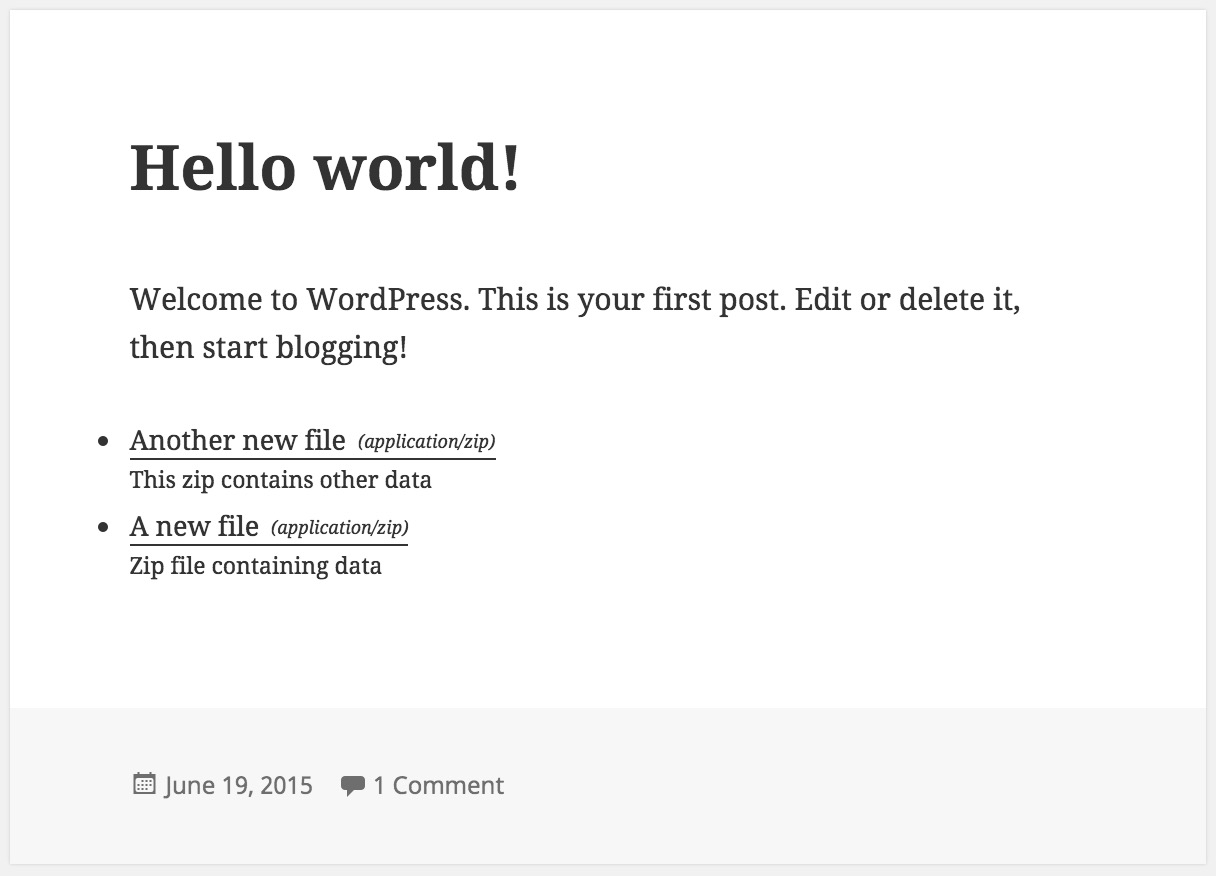 Hello world!
Welcome to WordPress. This is your first post. Edit or delete it,
then start blogging!
Another new file (application/zip)
This zip contains other data
A new file (application/zip)
Zip file containing data
June 19, 2015 1 Comment